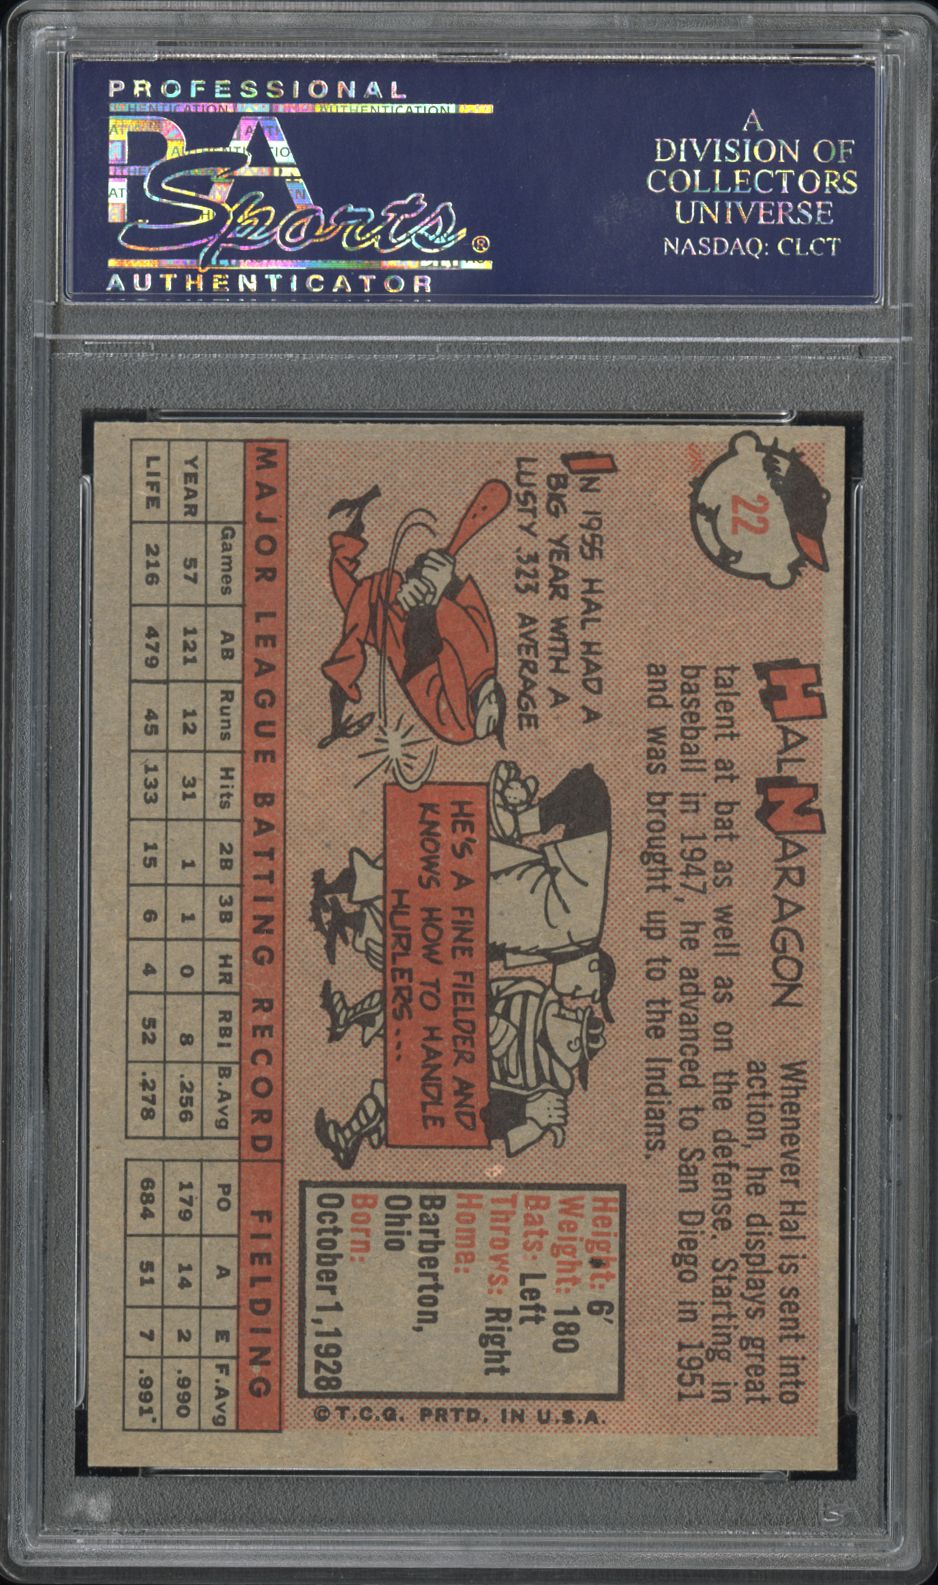 PROFESSIONAL
PSA
Sports®
AUTHENTICATOR
A
DIVISION OF
COLLECTORS
UNIVERSE
NASDAQ: CLCT
22
HAL NARAGON
Whenever Hal is sent into
action, he displays great
talent at bat as well as on the defense. Starting in
baseball in 1947, he advanced to San Diego in 1951
and was brought up to the Indians.
IN 1955 HAL HAD A
BIG YEAR WITH A
LUSTY .323 AVERAGE
HE'S A FINE FIELDER AND
KNOWS HOW TO HANDLE
HURLERS...
Height: 6'
Weight: 180
Bats: Left
Throws: Right
Home:
Barberton,
Ohio
Born:
October 1, 1928
MAJOR LEAGUE BATTING RECORD FIELDING
Games AB Runs Hits 2B 3B HR RBI B.Avg PO A E F.Avg
YEAR 57 121 12 31 1 1 0 8 .256 179 14 2 .990
LIFE 216 479 45 133 15 6 4 52 .278 684 51 7 .991
©T.C.G. PRTD. IN U.S.A.